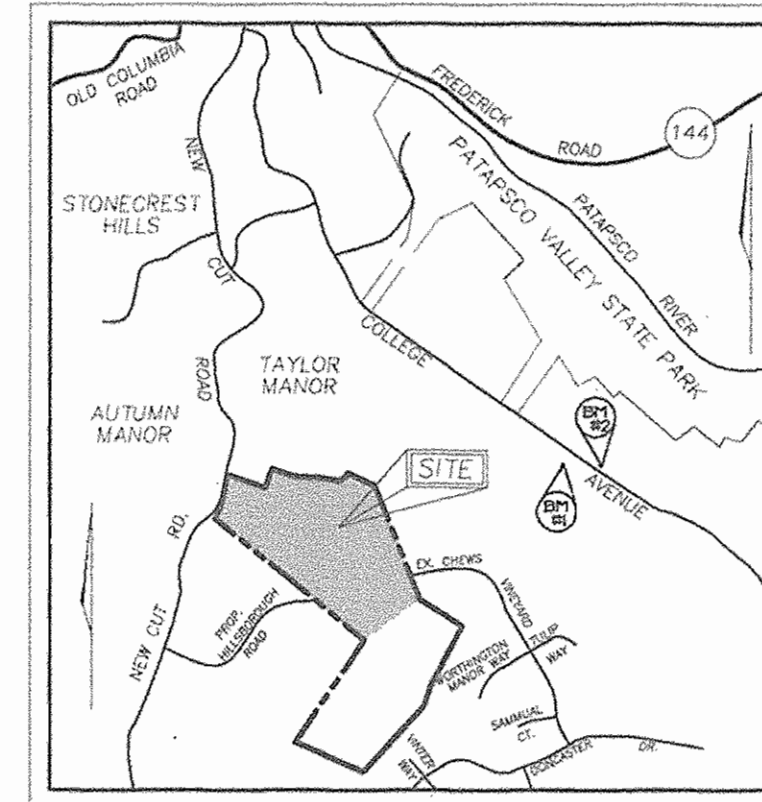 OLD COLUMBIA
ROAD
FREDERICK
ROAD
144
NEW
CUT
ROAD
STONECREST
HILLS
PATAPSCO VALLEY STATE PARK
PATAPSCO
RIVER
COLLEGE
AVENUE
TAYLOR
MANOR
AUTUMN
MANOR
BM
#2
BM
#1
SITE
NEW CUT
RD.
EX. CHEWS
VINEYARD
PROP.
HILLSBOROUGH
ROAD
WORTHINGTON
MANOR WAY
TULIP
WAY
SAMMUAL
CT.
VINTER
WAY
DONCASTER
DR.